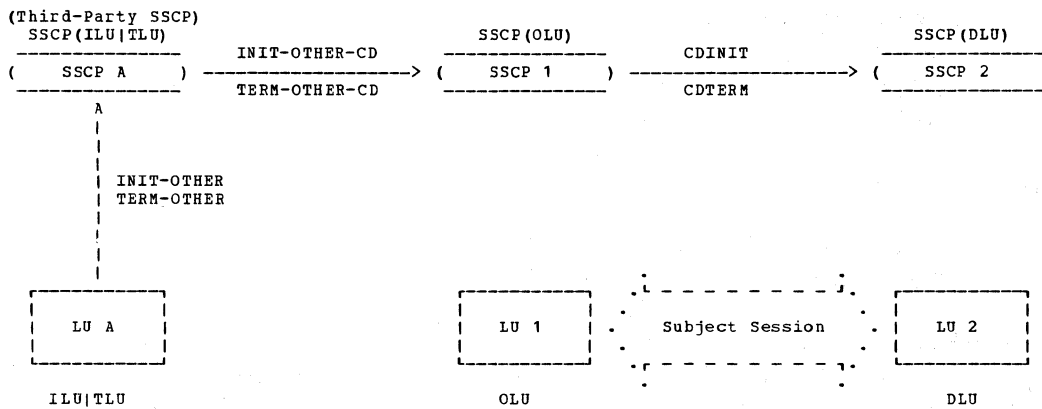 (Third-Party SSCP)
SSCP(ILU|TLU) SSCP(OLU) SSCP(DLU)
INIT-OTHER-CD CDINIT
( SSCP A ) ( SSCP 1 ) ( SSCP 2
TERM-OTHER-CD CDTERM
INIT-OTHER
TERM-OTHER
LU A LU 1 Subject Session LU 2
ILU|TLU OLU DLU